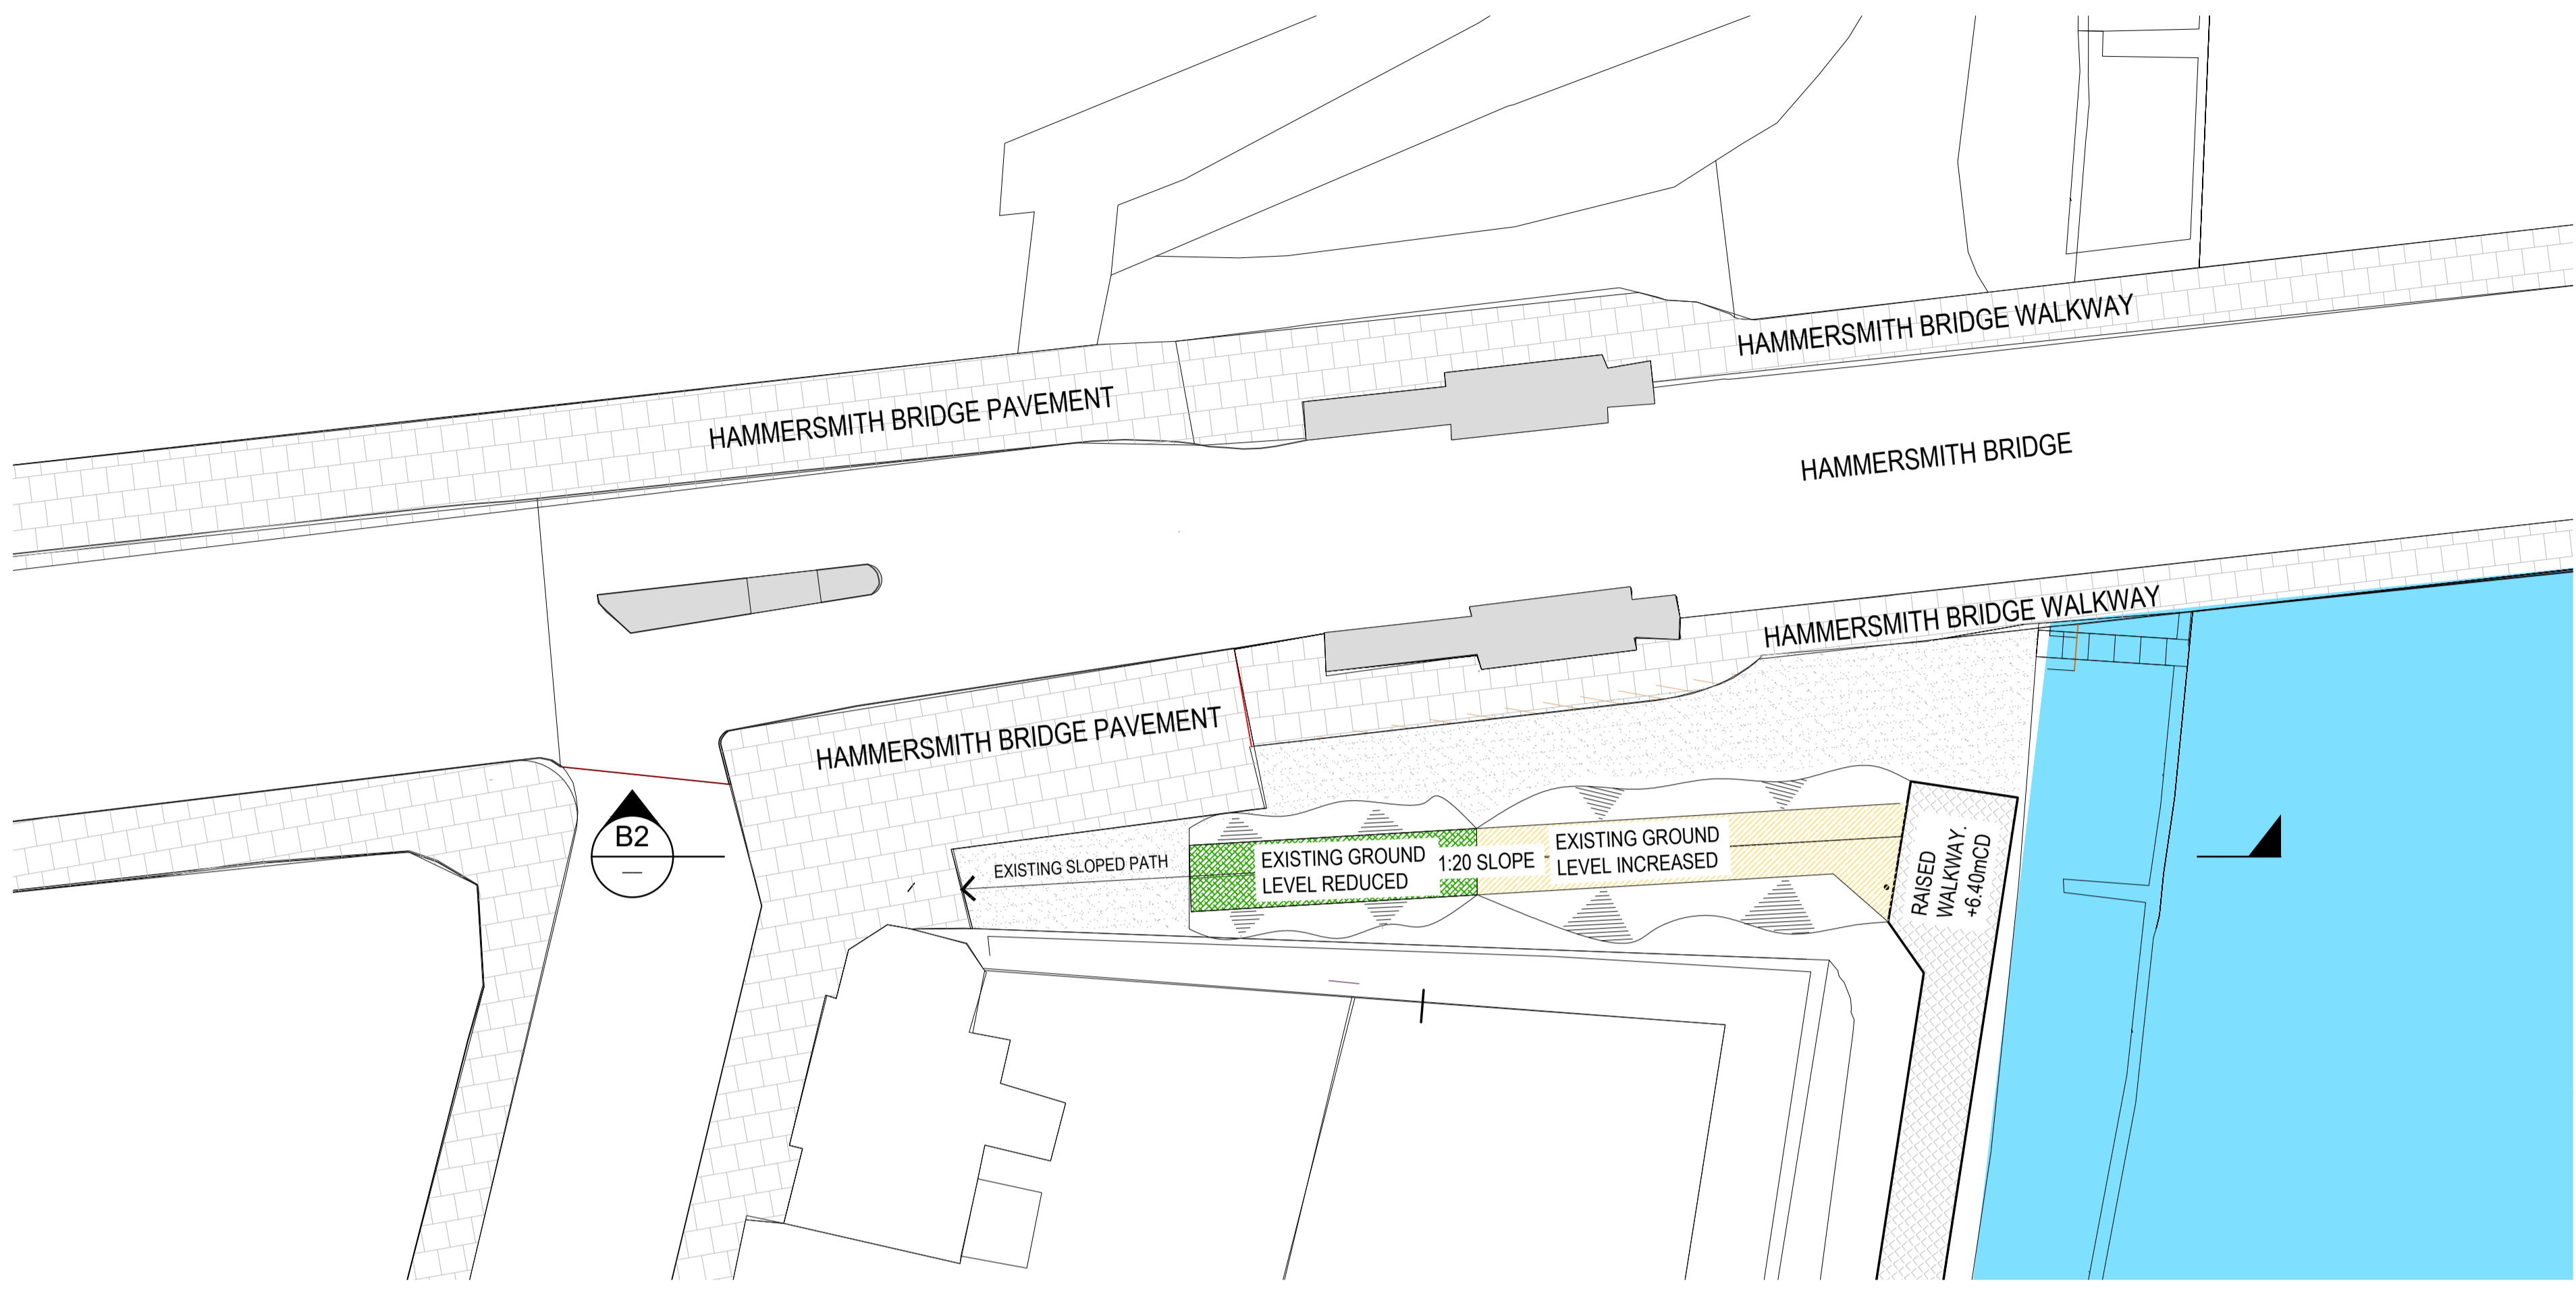 HAMMERSMITH BRIDGE WALKWAY
HAMMERSMITH BRIDGE PAVEMENT
HAMMERSMITH BRIDGE
HAMMERSMITH BRIDGE WALKWAY
HAMMERSMITH BRIDGE PAVEMENT
B2
—
EXISTING SLOPED PATH
EXISTING GROUND
LEVEL REDUCED
1:20 SLOPE
EXISTING GROUND
LEVEL INCREASED
RAISED
WALKWAY.
+6.40mCD